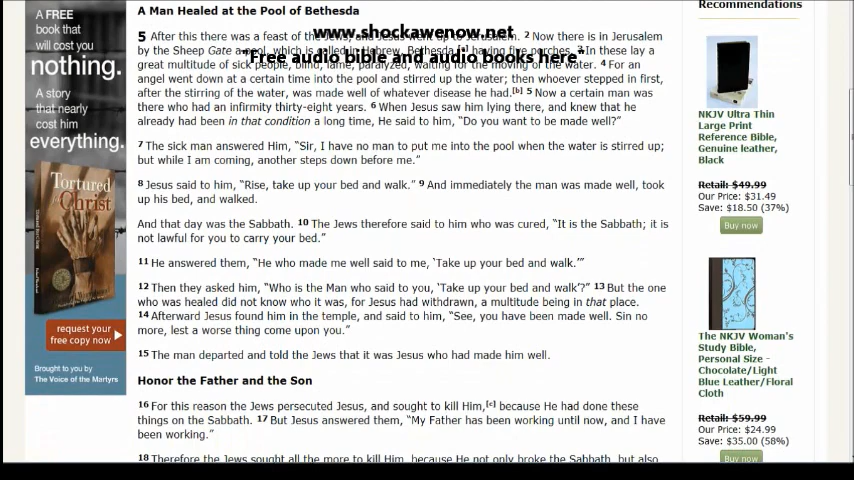 A FREE
book that
will cost you
nothing.
A story
that nearly
cost him
everything.
Tortured
for
Christ
request your
free copy now
Brought to you by
The Voice of the Martyrs
www.shockawenow.net
"Free audio bible and audio books here"
A Man Healed at the Pool of Bethesda
5 After this there was a feast of the Jews, and Jesus went up to Jerusalem. 2 Now there is in Jerusalem
by the Sheep Gate a pool, which is called in Hebrew, Bethesda, having five porches. 3 In these lay a
great multitude of sick people, blind, lame, paralyzed, waiting for the moving of the water. 4 For an
angel went down at a certain time into the pool and stirred up the water; then whoever stepped in first,
after the stirring of the water, was made well of whatever disease he had.[b] 5 Now a certain man was
there who had an infirmity thirty-eight years. 6 When Jesus saw him lying there, and knew that he
already had been in that condition a long time, He said to him, “Do you want to be made well?”
7 The sick man answered Him, “Sir, I have no man to put me into the pool when the water is stirred up;
but while I am coming, another steps down before me.”
8 Jesus said to him, “Rise, take up your bed and walk.” 9 And immediately the man was made well, took
up his bed, and walked.
And that day was the Sabbath. 10 The Jews therefore said to him who was cured, “It is the Sabbath; it is
not lawful for you to carry your bed.”
11 He answered them, “He who made me well said to me, ‘Take up your bed and walk.’”
12 Then they asked him, “Who is the Man who said to you, ‘Take up your bed and walk’?” 13 But the one
who was healed did not know who it was, for Jesus had withdrawn, a multitude being in that place.
14 Afterward Jesus found him in the temple, and said to him, “See, you have been made well. Sin no
more, lest a worse thing come upon you.”
15 The man departed and told the Jews that it was Jesus who had made him well.
Honor the Father and the Son
16 For this reason the Jews persecuted Jesus, and sought to kill Him,[c] because He had done these
things on the Sabbath. 17 But Jesus answered them, “My Father has been working until now, and I have
been working.”
18 Therefore the Jews sought all the more to kill Him, because He not only broke the Sabbath, but also
Recommendations
NKJV Ultra Thin
Large Print
Reference Bible,
Genuine leather,
Black
Retail: $49.99
Our Price: $31.49
Save: $18.50 (37%)
Buy now
The NKJV Woman's
Study Bible,
Personal Size -
Chocolate/Light
Blue Leather/Floral
Cloth
Retail: $59.99
Our Price: $24.99
Save: $35.00 (58%)
Buy now